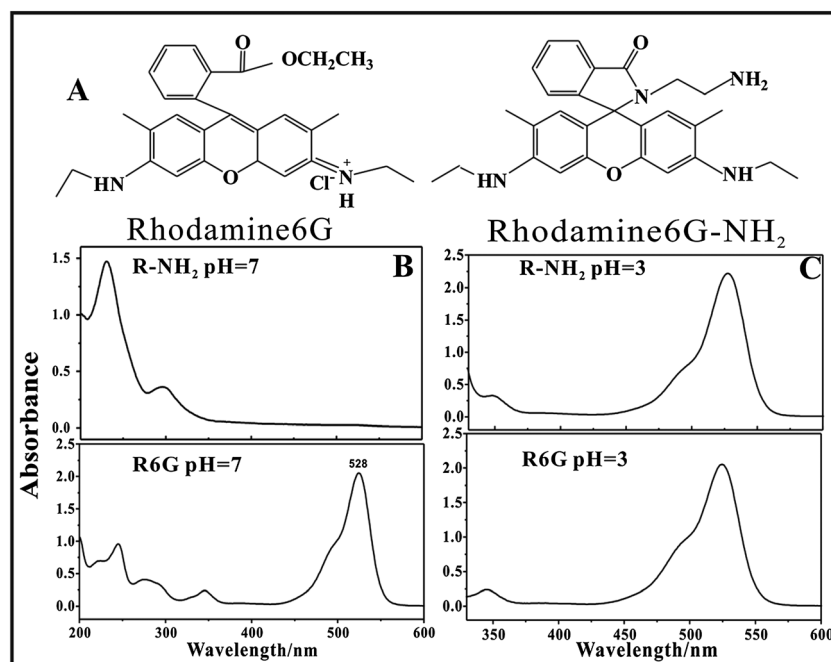 A
O
OCH₂CH₃
HN
O
Cl⁻
+
N
H
Rhodamine6G
O
N
NH₂
HN
O
NH
Rhodamine6G-NH₂
Absorbance
B
R-NH₂ pH=7
1.5
1.0
0.5
0.0
R6G pH=7
528
2.5
2.0
1.5
1.0
0.5
0.0
200 300 400 500 600
Wavelength/nm
C
R-NH₂ pH=3
2.5
2.0
1.5
1.0
0.5
0.0
R6G pH=3
2.5
2.0
1.5
1.0
0.5
0.0
350 400 450 500 550 600
Wavelength/nm